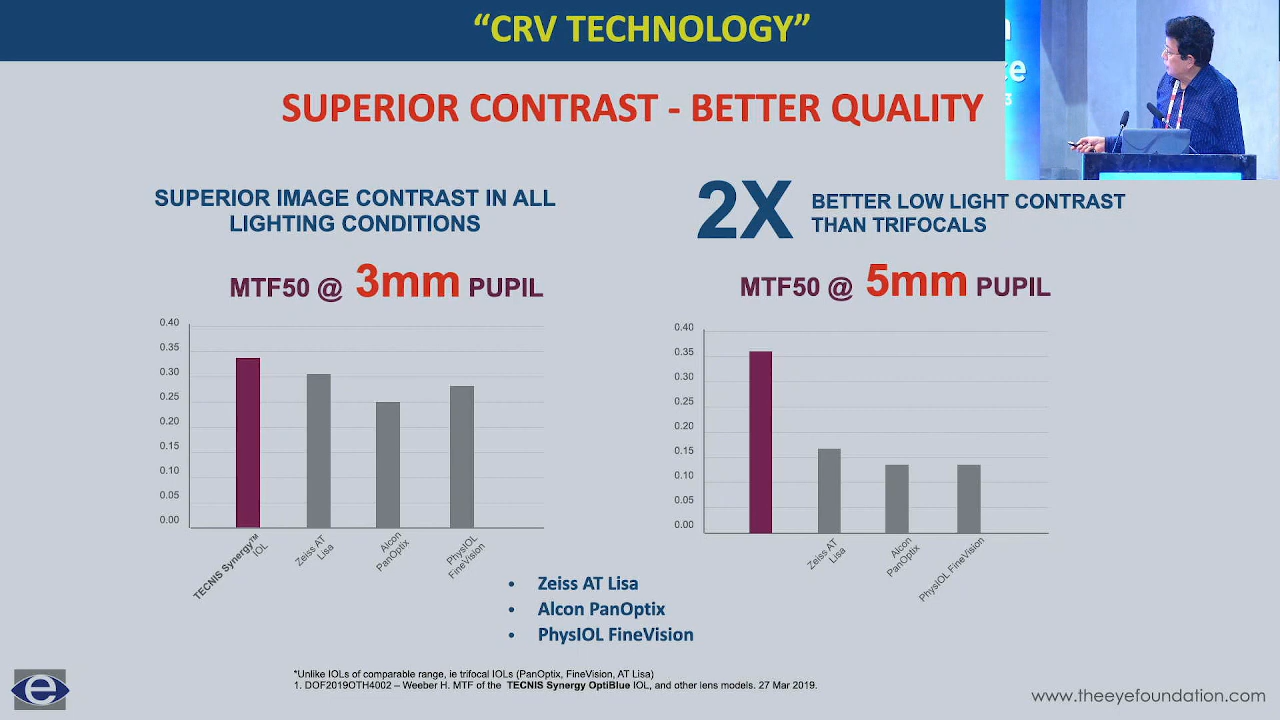 “CRV TECHNOLOGY”
SUPERIOR CONTRAST - BETTER QUALITY
SUPERIOR IMAGE CONTRAST IN ALL
LIGHTING CONDITIONS
MTF50 @ 3mm PUPIL
0.40
0.35
0.30
0.25
0.20
0.15
0.10
0.05
0.00
TECNIS Synergy™
IOL
Zeiss AT
Lisa
Alcon
PanOptix
PhysIOL
FineVision
2X BETTER LOW LIGHT CONTRAST
THAN TRIFOCALS
MTF50 @ 5mm PUPIL
0.40
0.35
0.30
0.25
0.20
0.15
0.10
0.05
0.00
Zeiss AT
Lisa
Alcon
PanOptix
PhysIOL FineVision
• Zeiss AT Lisa
• Alcon PanOptix
• PhysIOL FineVision
*Unlike IOLs of comparable range, ie trifocal IOLs (PanOptix, FineVision, AT Lisa)
1. DOF2019OTH4002 – Weeber H. MTF of the TECNIS Synergy OptiBlue IOL, and other lens models. 27 Mar 2019.
e
www.theeyefoundation.com